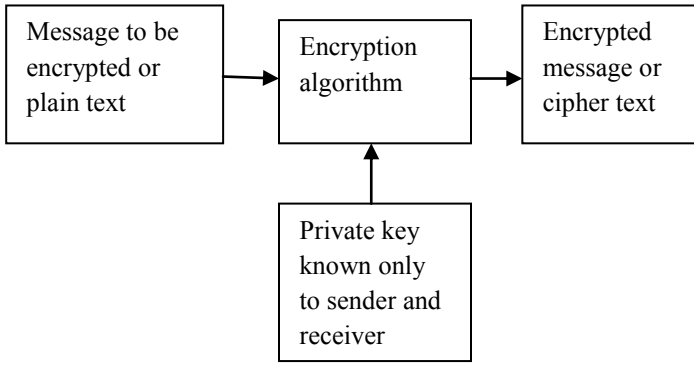 Message to be
encrypted or
plain text
Encryption
algorithm
Encrypted
message or
cipher text
Private key
known only
to sender and
receiver